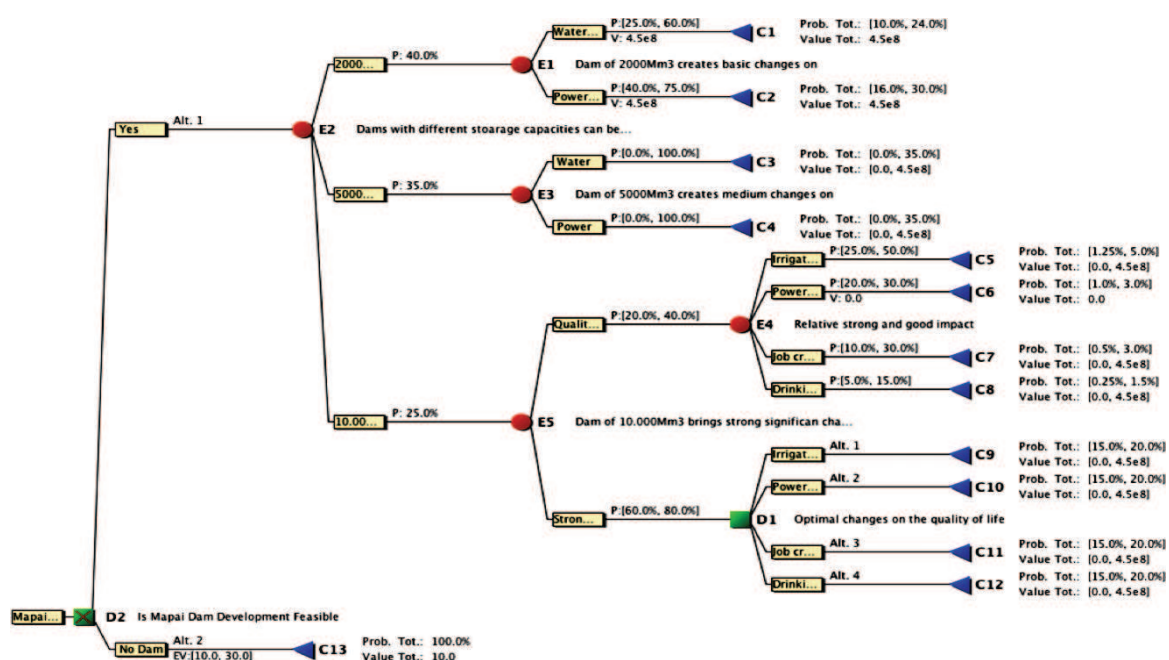 Water...
P:[25.0%, 60.0%]
V: 4.5e8
C1
Prob. Tot.: [10.0%, 24.0%]
Value Tot.: 4.5e8
2000...
P: 40.0%
E1
Dam of 2000Mm3 creates basic changes on
Power...
P:[40.0%, 75.0%]
V: 4.5e8
C2
Prob. Tot.: [16.0%, 30.0%]
Value Tot.: 4.5e8
Yes
Alt. 1
E2
Dams with different stoarage capacities can be...
Water
P:[0.0%, 100.0%]
C3
Prob. Tot.: [0.0%, 35.0%]
Value Tot.: [0.0, 4.5e8]
5000...
P: 35.0%
E3
Dam of 5000Mm3 creates medium changes on
Power
P:[0.0%, 100.0%]
C4
Prob. Tot.: [0.0%, 35.0%]
Value Tot.: [0.0, 4.5e8]
Irrigat...
P:[25.0%, 50.0%]
C5
Prob. Tot.: [1.25%, 5.0%]
Value Tot.: [0.0, 4.5e8]
Power...
P:[20.0%, 30.0%]
V: 0.0
C6
Prob. Tot.: [1.0%, 3.0%]
Value Tot.: 0.0
Qualit...
P:[20.0%, 40.0%]
E4
Relative strong and good impact
Job cr...
P:[10.0%, 30.0%]
C7
Prob. Tot.: [0.5%, 3.0%]
Value Tot.: [0.0, 4.5e8]
Drinki...
P:[5.0%, 15.0%]
C8
Prob. Tot.: [0.25%, 1.5%]
Value Tot.: [0.0, 4.5e8]
10.00...
P: 25.0%
E5
Dam of 10.000Mm3 brings strong significan cha...
Irrigat...
Alt. 1
C9
Prob. Tot.: [15.0%, 20.0%]
Value Tot.: [0.0, 4.5e8]
Power...
Alt. 2
C10
Prob. Tot.: [15.0%, 20.0%]
Value Tot.: [0.0, 4.5e8]
Stron...
P:[60.0%, 80.0%]
D1
Optimal changes on the quality of life
Job cr...
Alt. 3
C11
Prob. Tot.: [15.0%, 20.0%]
Value Tot.: [0.0, 4.5e8]
Drinki...
Alt. 4
C12
Prob. Tot.: [15.0%, 20.0%]
Value Tot.: [0.0, 4.5e8]
Mapai...
D2
Is Mapai Dam Development Feasible
No Dam
Alt. 2
EV:[10.0, 30.0]
C13
Prob. Tot.: 100.0%
Value Tot.: 10.0